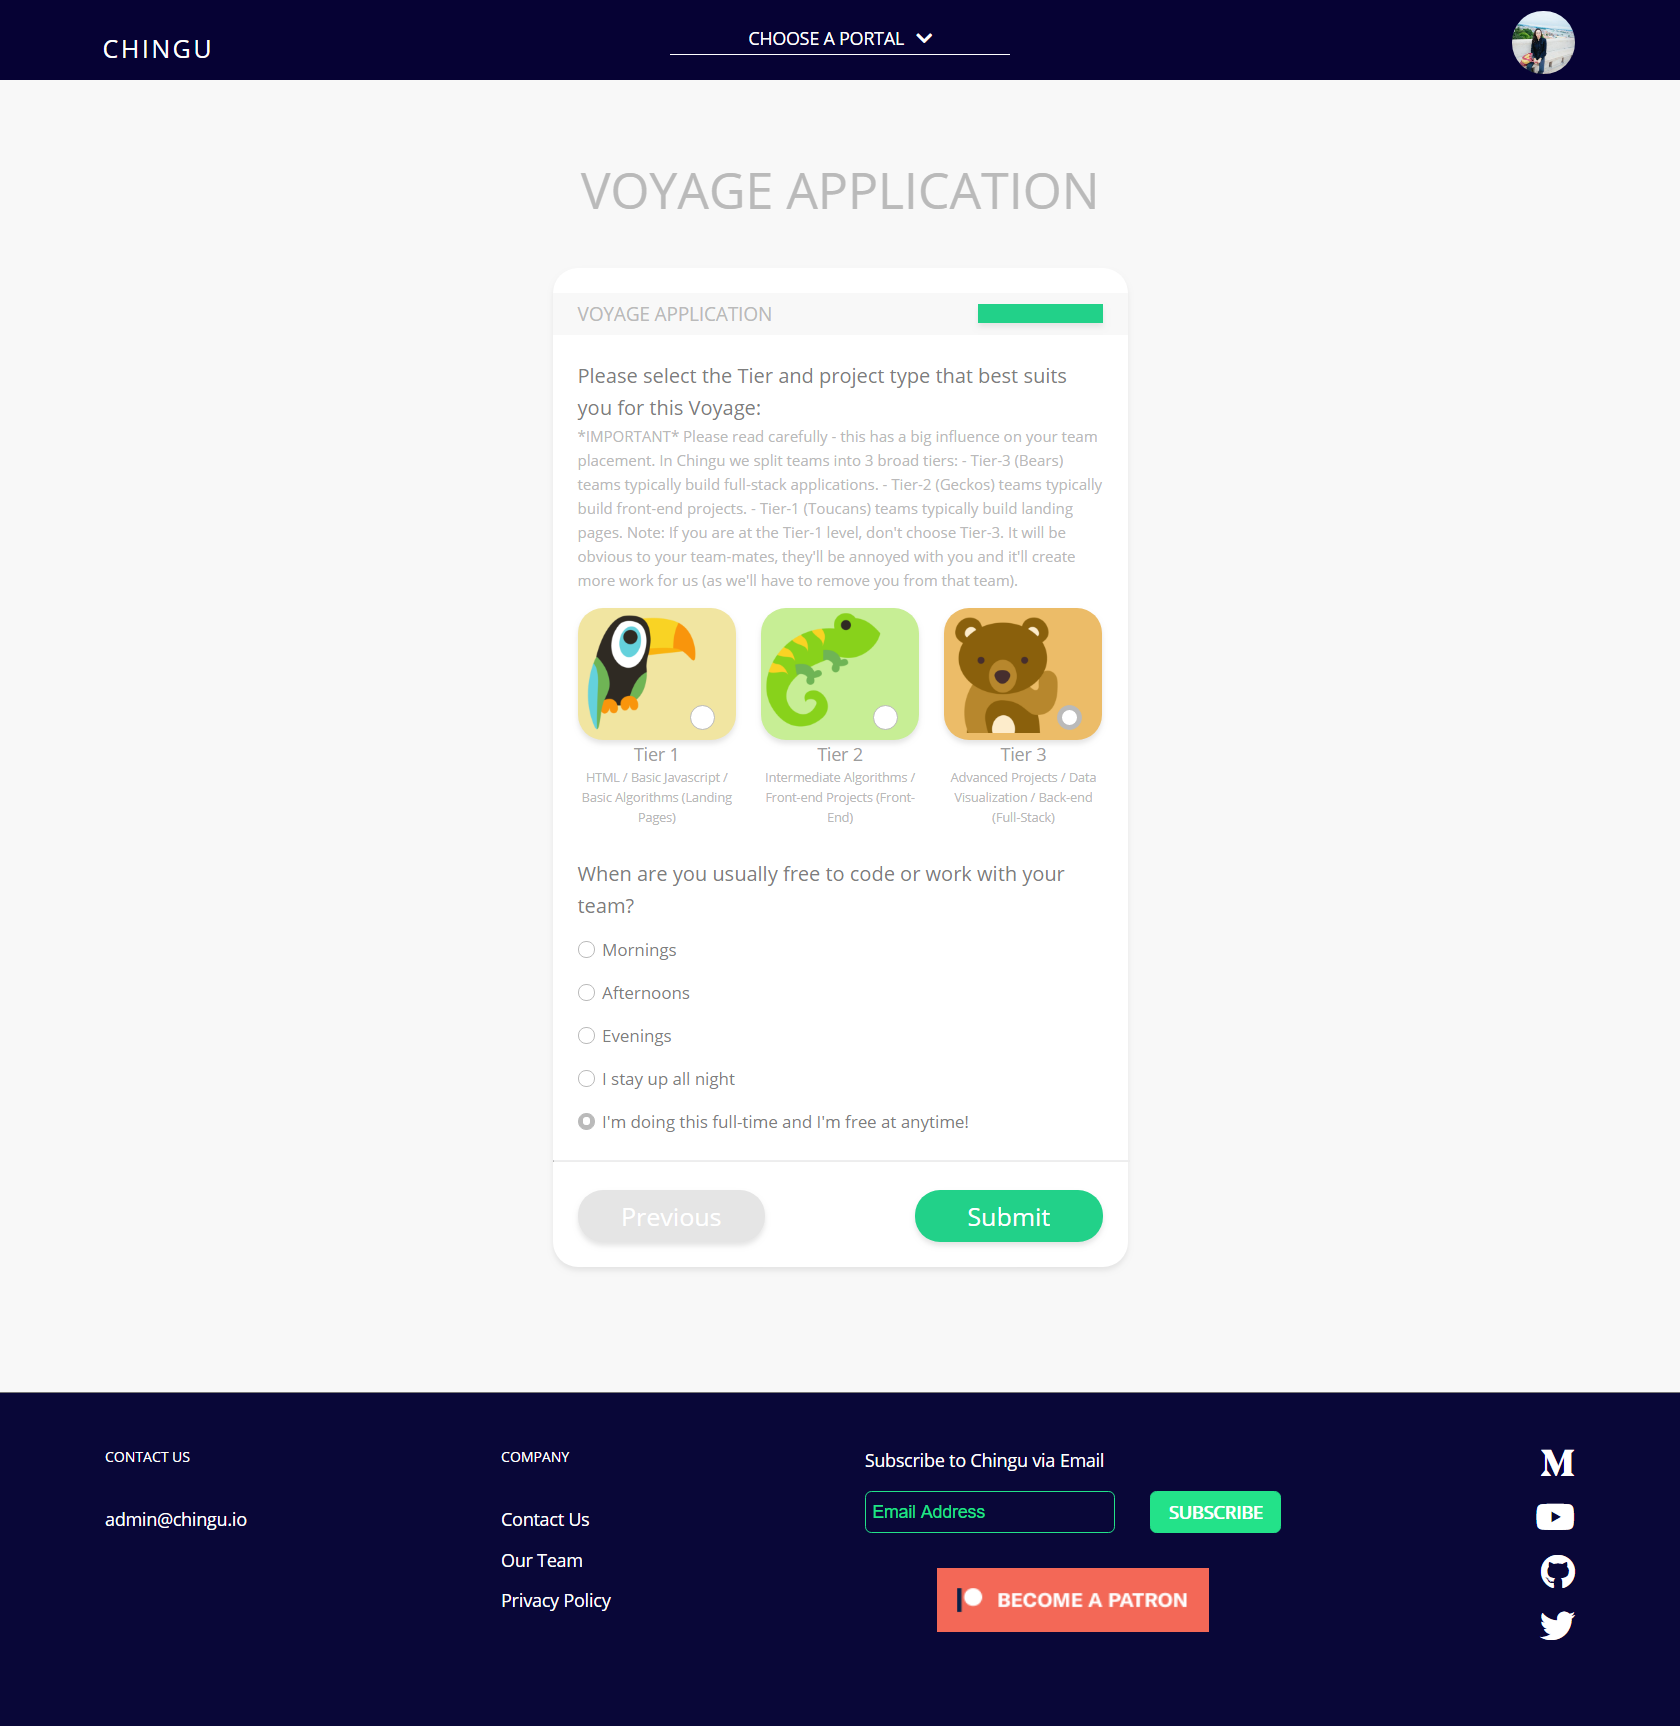 CHINGU
CHOOSE A PORTAL
VOYAGE APPLICATION
VOYAGE APPLICATION
Please select the Tier and project type that best suits
you for this Voyage:
*IMPORTANT* Please read carefully - this has a big influence on your team
placement. In Chingu we split teams into 3 broad tiers: - Tier-3 (Bears)
teams typically build full-stack applications. - Tier-2 (Geckos) teams typically
build front-end projects. - Tier-1 (Toucans) teams typically build landing
pages. Note: If you are at the Tier-1 level, don't choose Tier-3. It will be
obvious to your team-mates, they'll be annoyed with you and it'll create
more work for us (as we'll have to remove you from that team).
Tier 1
HTML / Basic Javascript /
Basic Algorithms (Landing
Pages)
Tier 2
Intermediate Algorithms /
Front-end Projects (Front-
End)
Tier 3
Advanced Projects / Data
Visualization / Back-end
(Full-Stack)
When are you usually free to code or work with your
team?
Mornings
Afternoons
Evenings
I stay up all night
I'm doing this full-time and I'm free at anytime!
Previous
Submit
CONTACT US
admin@chingu.io
COMPANY
Contact Us
Our Team
Privacy Policy
Subscribe to Chingu via Email
Email Address
SUBSCRIBE
BECOME A PATRON